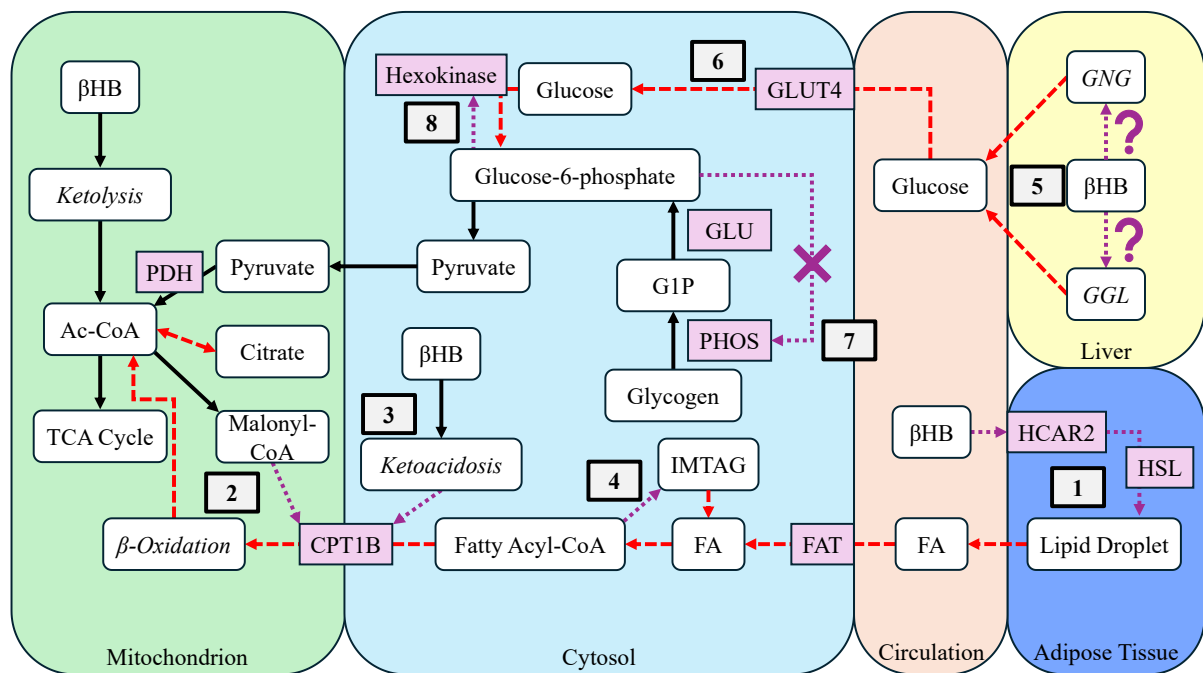 βHB
Ketolysis
PDH
Pyruvate
Ac-CoA
Citrate
TCA Cycle
Malonyl-
CoA
2
β-Oxidation
Mitochondrion
Hexokinase
Glucose
6
GLUT4
8
Glucose-6-phosphate
GLU
Pyruvate
G1P
PHOS
7
βHB
Glycogen
3
Ketoacidosis
4
IMTAG
CPT1B
Fatty Acyl-CoA
FA
FAT
Cytosol
Glucose
βHB
FA
Circulation
GNG
?
5
βHB
?
GGL
Liver
HCAR2
HSL
1
Lipid Droplet
Adipose Tissue